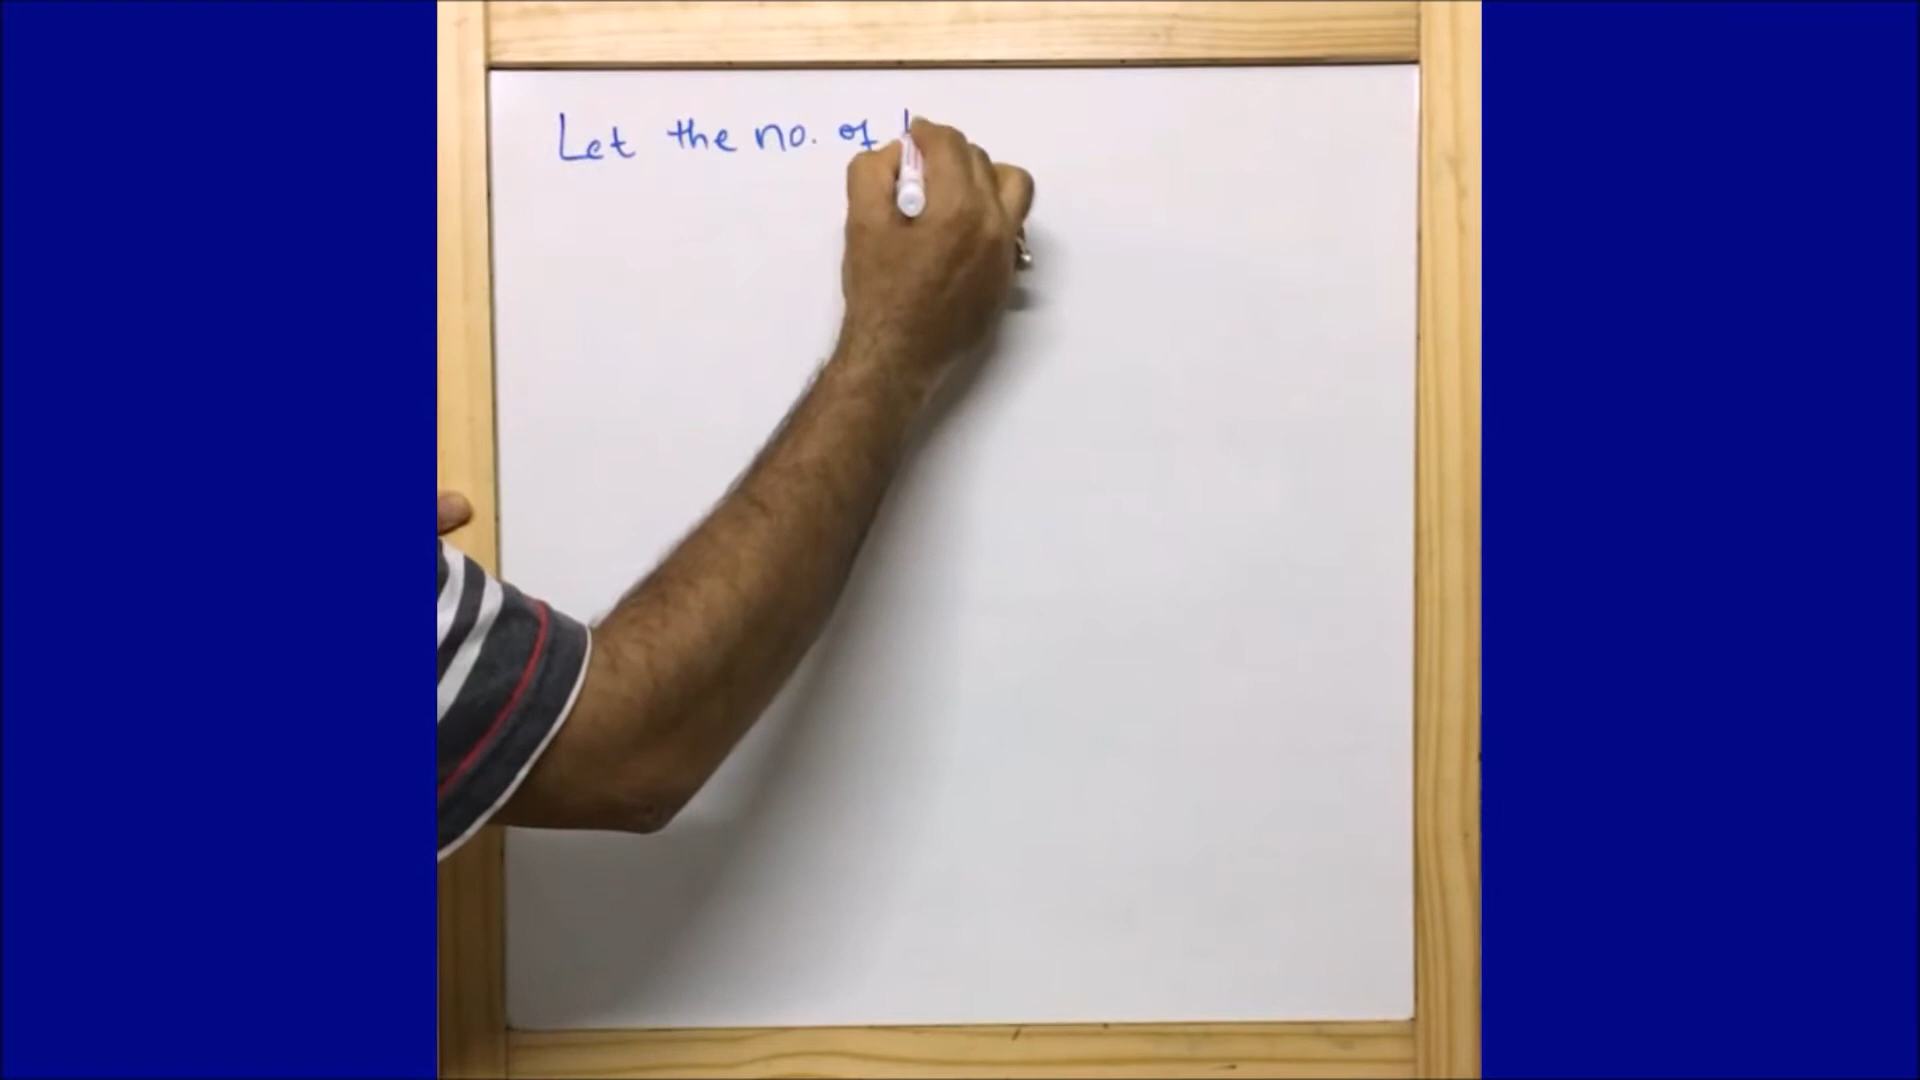 Let the no. of